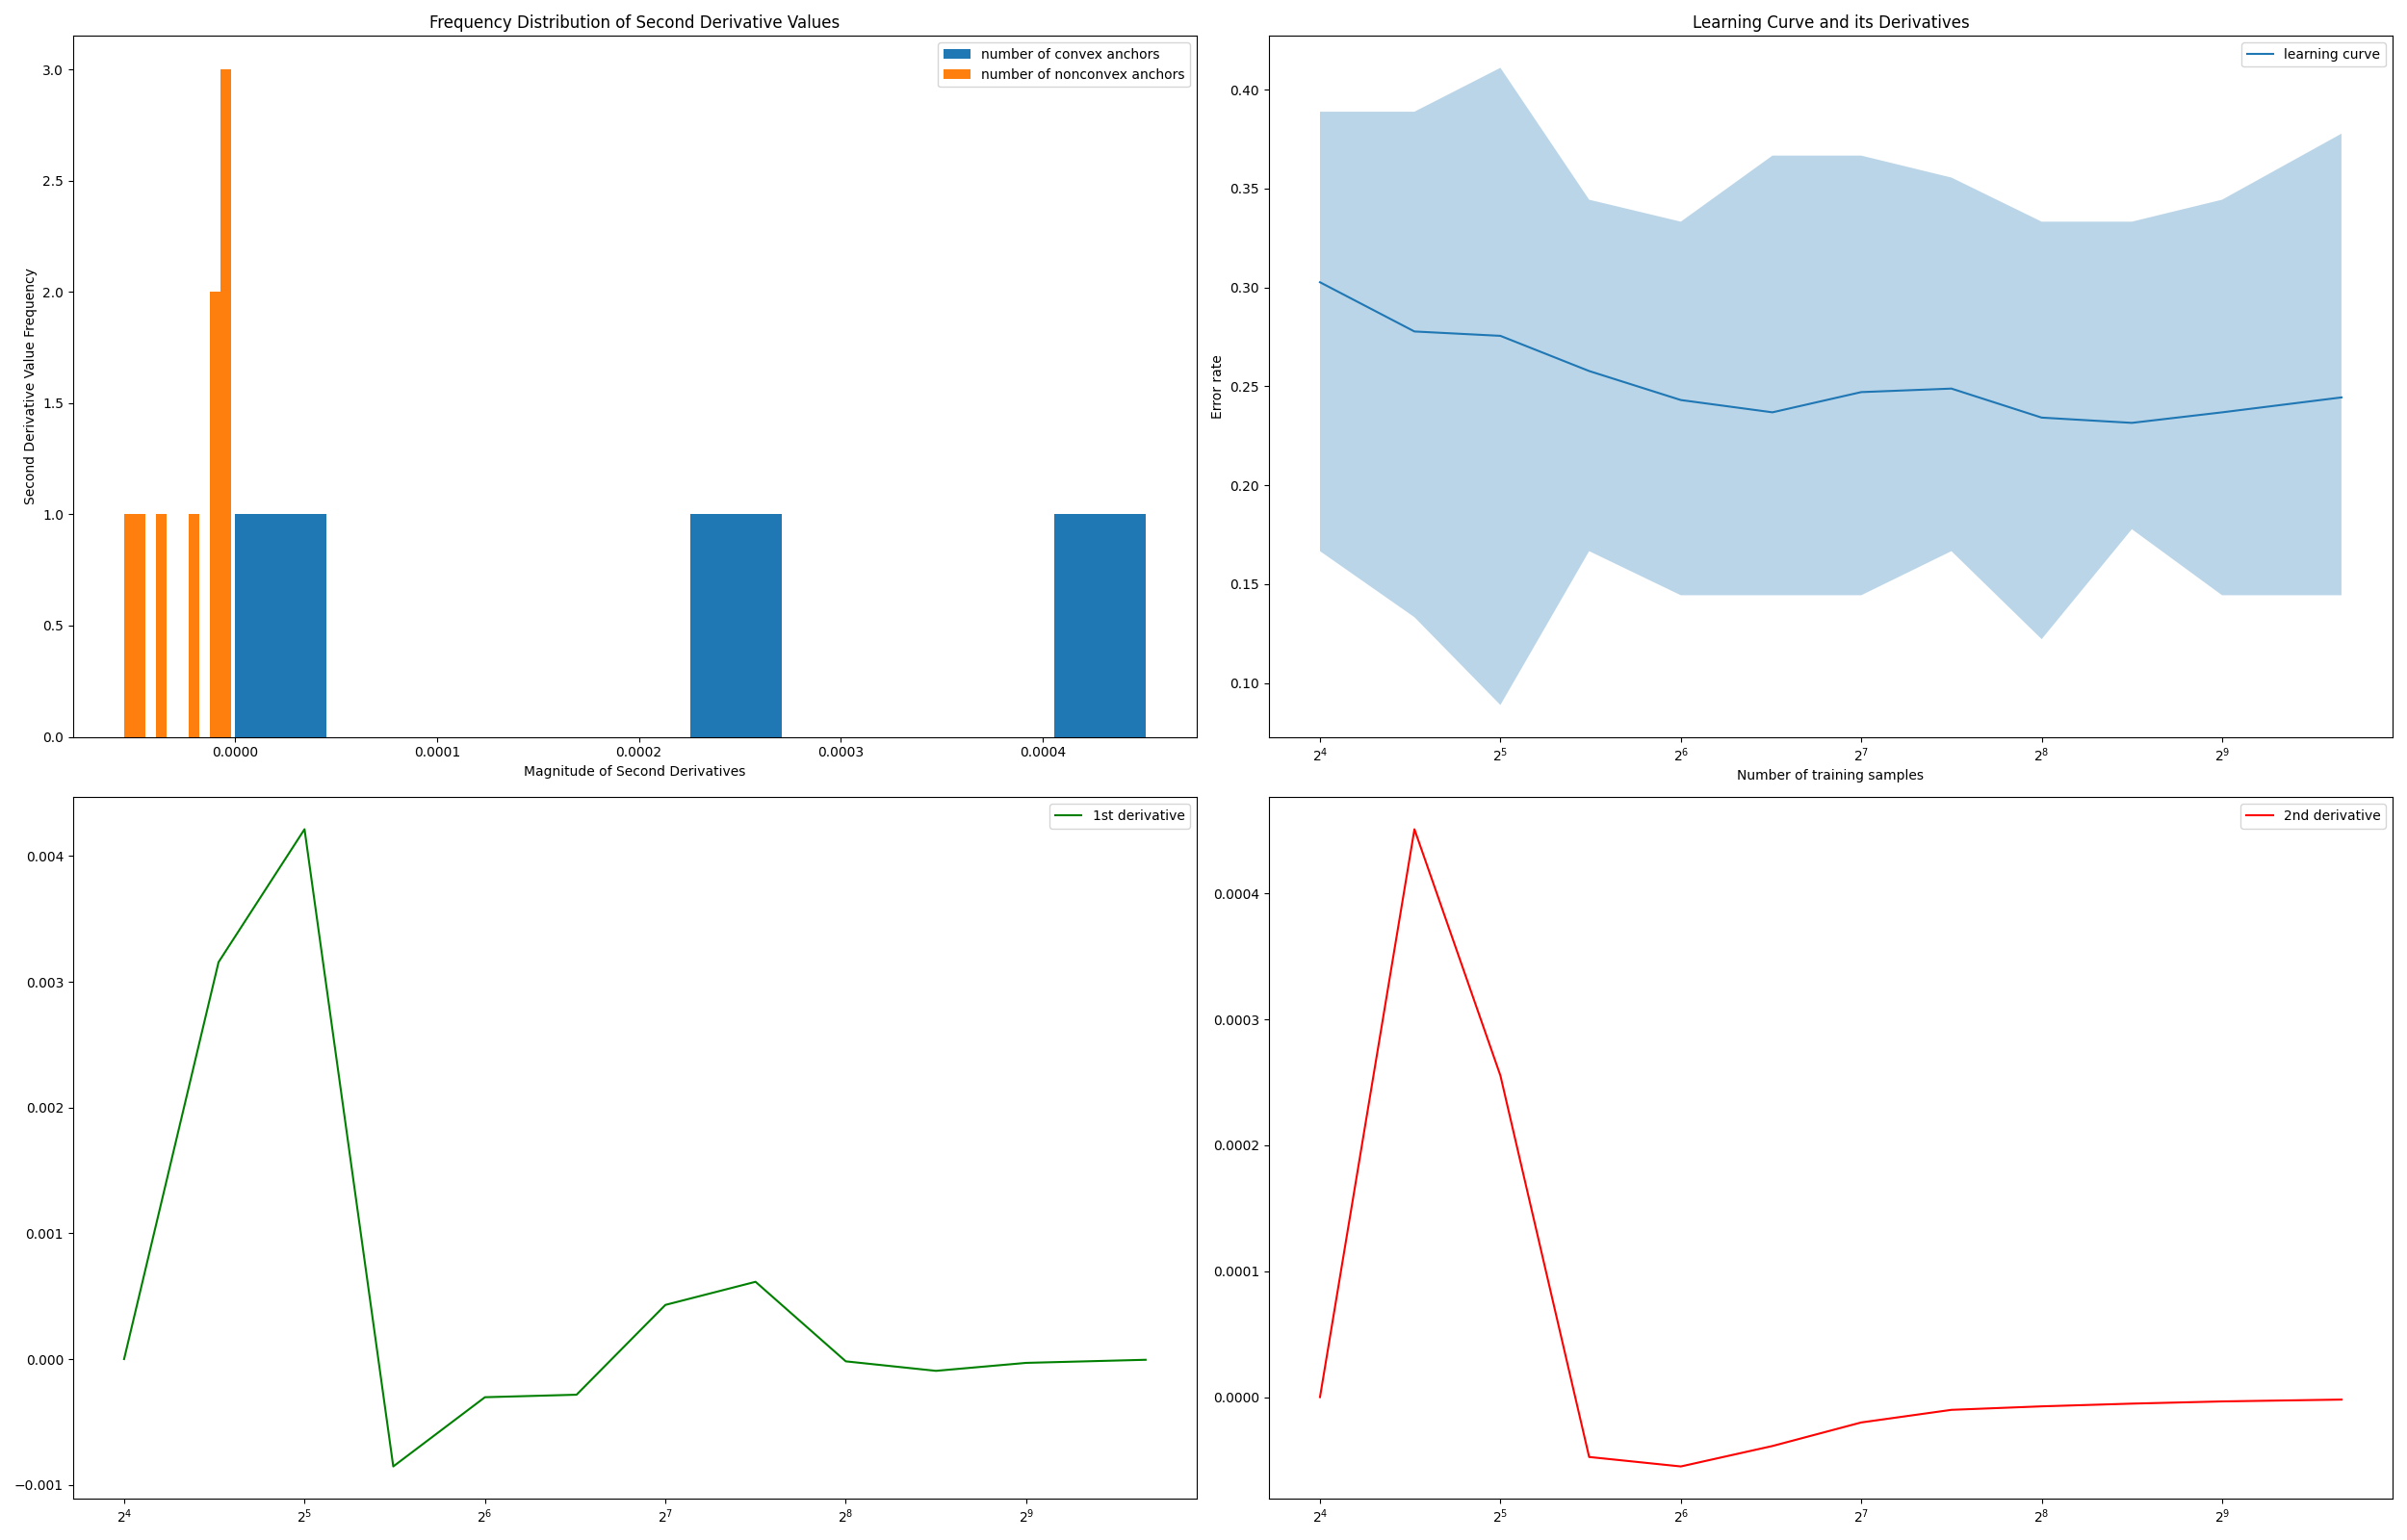 Frequency Distribution of Second Derivative Values
number of convex anchors
number of nonconvex anchors
Second Derivative Value Frequency
3.0
2.5
2.0
1.5
1.0
0.5
0.0
0.0000 0.0001 0.0002 0.0003 0.0004
Magnitude of Second Derivatives
Learning Curve and its Derivatives
learning curve
Error rate
0.40
0.35
0.30
0.25
0.20
0.15
0.10
2⁴ 2⁵ 2⁶ 2⁷ 2⁸ 2⁹
Number of training samples
1st derivative
0.004
0.003
0.002
0.001
0.000
−0.001
2⁴ 2⁵ 2⁶ 2⁷ 2⁸ 2⁹
2nd derivative
0.0004
0.0003
0.0002
0.0001
0.0000
2⁴ 2⁵ 2⁶ 2⁷ 2⁸ 2⁹